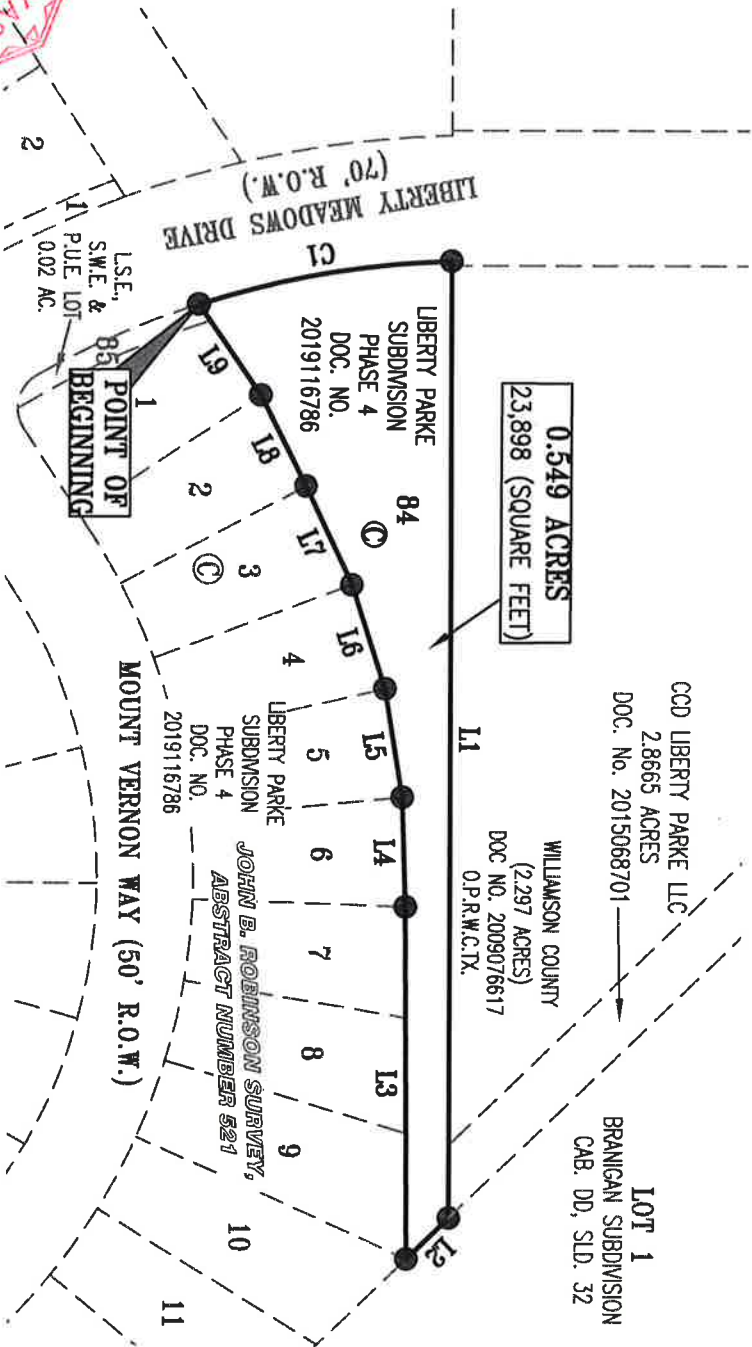 CCD LIBERTY PARKE LLC
2.8665 ACRES
DOC. No. 2015068701
LOT 1
BRANIGAN SUBDIVISION
CAB. DD, SLD. 32
WILLIAMSON COUNTY
(2.297 ACRES)
DOC NO. 2009076617
O.P.R.W.C.TX.
0.549 ACRES
23,898 (SQUARE FEET)
L1
L2
L3
L4
L5
L6
L7
L8
L9
C1
LIBERTY MEADOWS DRIVE
(70' R.O.W.)
LIBERTY PARKE
SUBDIVISION
PHASE 4
DOC. NO.
2019116786
84
C
POINT OF
BEGINNING
L.S.E.,
S.W.E. &
P.U.E. LOT
0.02 AC.
85
2
1
1
2
3
C
4
5
6
7
8
9
10
11
LIBERTY PARKE
SUBDIVISION
PHASE 4
DOC. NO.
2019116786
JOHN B. ROBINSON SURVEY,
ABSTRACT NUMBER 521
MOUNT VERNON WAY (50' R.O.W.)